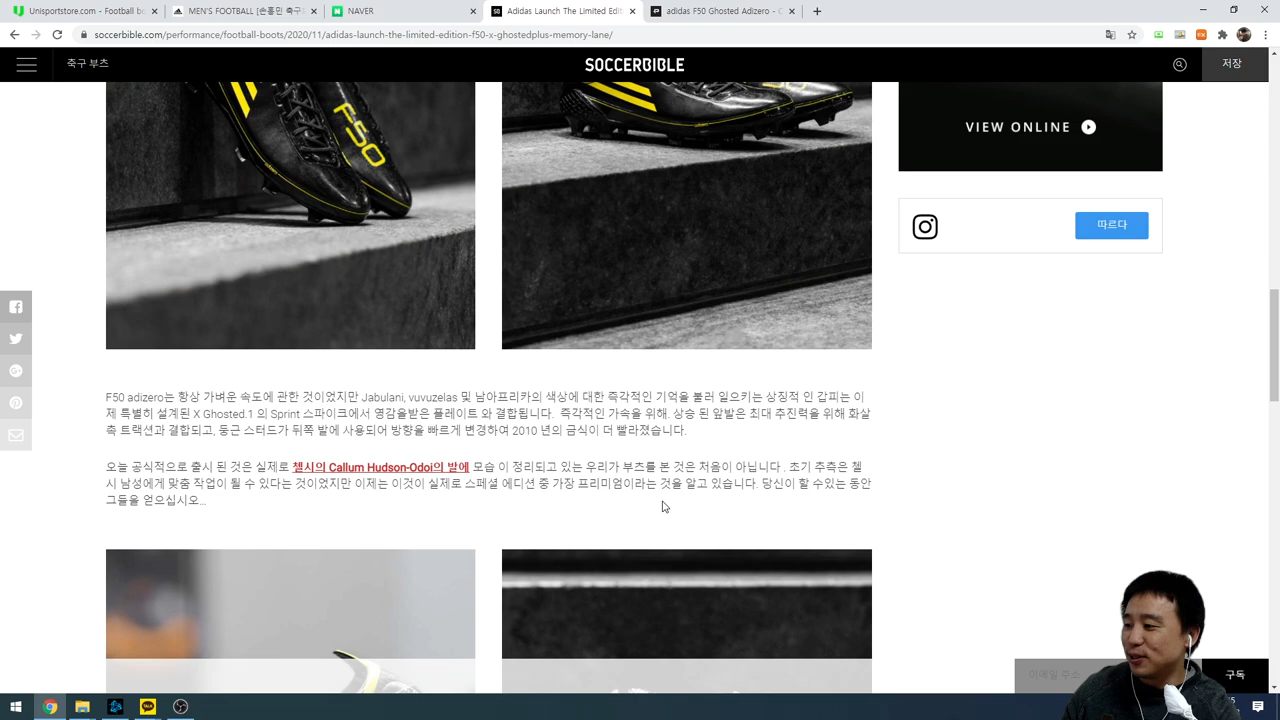 Unisportstore.com - 
MEN'S FOOTBALL [손흥민 축구화
NAVER
Adidas Launch The Limited Edit
Adidas F50 Ghosted Adizero - C
soccerbible.com/performance/football-boots/2020/11/adidas-launch-the-limited-edition-f50-x-ghostedplus-memory-lane/
축구 부츠
SOCCERBIBLE
저장
F50
VIEW ONLINE
따르다
F50 adizero는 항상 가벼운 속도에 관한 것이었지만 Jabulani, vuvuzelas 및 남아프리카의 색상에 대한 즉각적인 기억을 불러 일으키는 상징적 인 갑피는 이
제 특별히 설계된 X Ghosted.1 의 Sprint 스파이크에서 영감을받은 플레이트 와 결합됩니다. 즉각적인 가속을 위해. 상승 된 앞발은 최대 추진력을 위해 화살
촉 트랙션과 결합되고, 둥근 스터드가 뒤쪽 발에 사용되어 방향을 빠르게 변경하여 2010 년의 금식이 더 빨라졌습니다.
오늘 공식적으로 출시 된 것은 실제로 첼시의 Callum Hudson-Odoi의 발에 모습 이 정리되고 있는 우리가 부츠를 본 것은 처음이 아닙니다 . 초기 추측은 첼
시 남성에게 맞춤 작업이 될 수 있다는 것이었지만 이제는 이것이 실제로 스페셜 에디션 중 가장 프리미엄이라는 것을 알고 있습니다. 당신이 할 수있는 동안
그들을 얻으십시오...
이메일 주소
구독